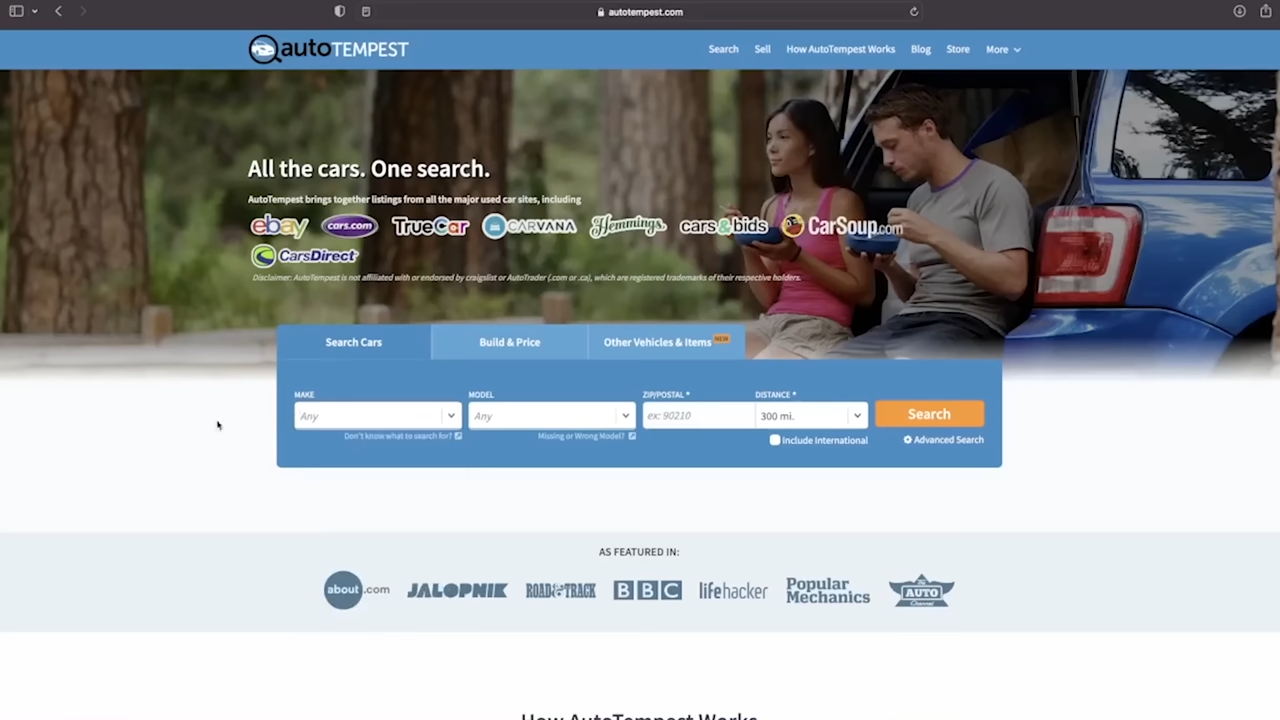 autotempest.com
autoTEMPEST
Search Sell How AutoTempest Works Blog Store More
All the cars. One search.
AutoTempest brings together listings from all the major used car sites, including
ebay cars.com TrueCar CARVANA Hemmings. cars&bids CarSoup.com
CarsDirect
Disclaimer: AutoTempest is not affiliated with or endorsed by craigslist or AutoTrader (.com or .ca), which are registered trademarks of their respective holders.
Search Cars Build & Price Other Vehicles & Items NEW
MAKE MODEL ZIP/POSTAL * DISTANCE *
Any Any ex: 90210 300 mi. Search
Don't know what to search for? Missing or Wrong Model? Include International Advanced Search
AS FEATURED IN:
about.com JALOPNIK ROAD & TRACK BBC lifehacker Popular Mechanics The AUTO Channel
How AutoTempest Works